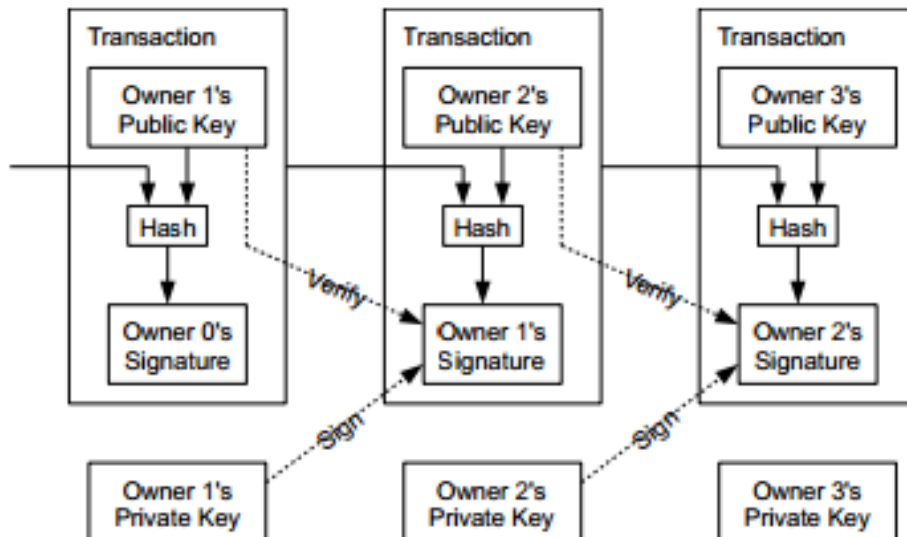 Transaction
Owner 1's
Public Key
Hash
Verify
Owner 0's
Signature
Transaction
Owner 2's
Public Key
Hash
Verify
Owner 1's
Signature
Transaction
Owner 3's
Public Key
Hash
Owner 2's
Signature
Sign
Sign
Owner 1's
Private Key
Owner 2's
Private Key
Owner 3's
Private Key